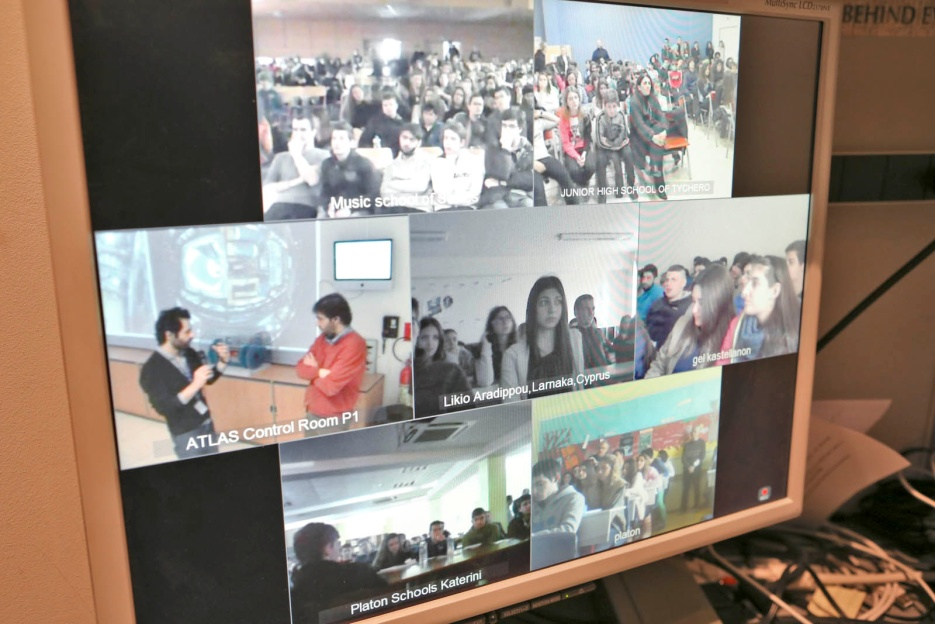 MultiSync LCD
BEHIND
Music school of
JUNIOR HIGH SCHOOL OF TYCHERO
ATLAS Control Room P1
Likio Aradippou,Larnaka,Cyprus
gel kastellanon
Platon Schools Katerini
platon